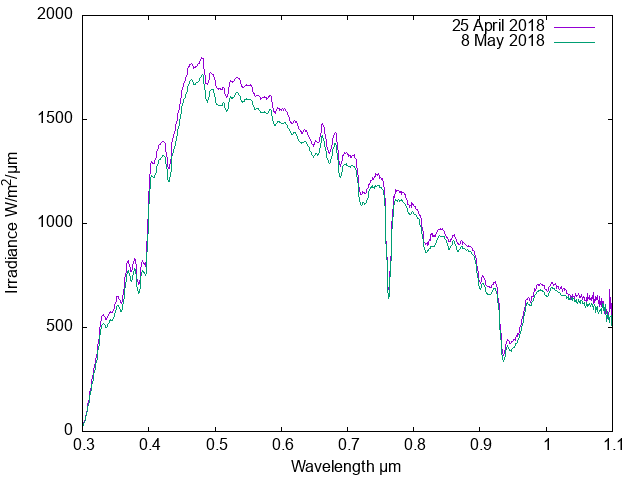 2000
1500
1000
500
0
Irradiance W/m²/μm
25 April 2018
8 May 2018
0.3 0.4 0.5 0.6 0.7 0.8 0.9 1 1.1
Wavelength μm